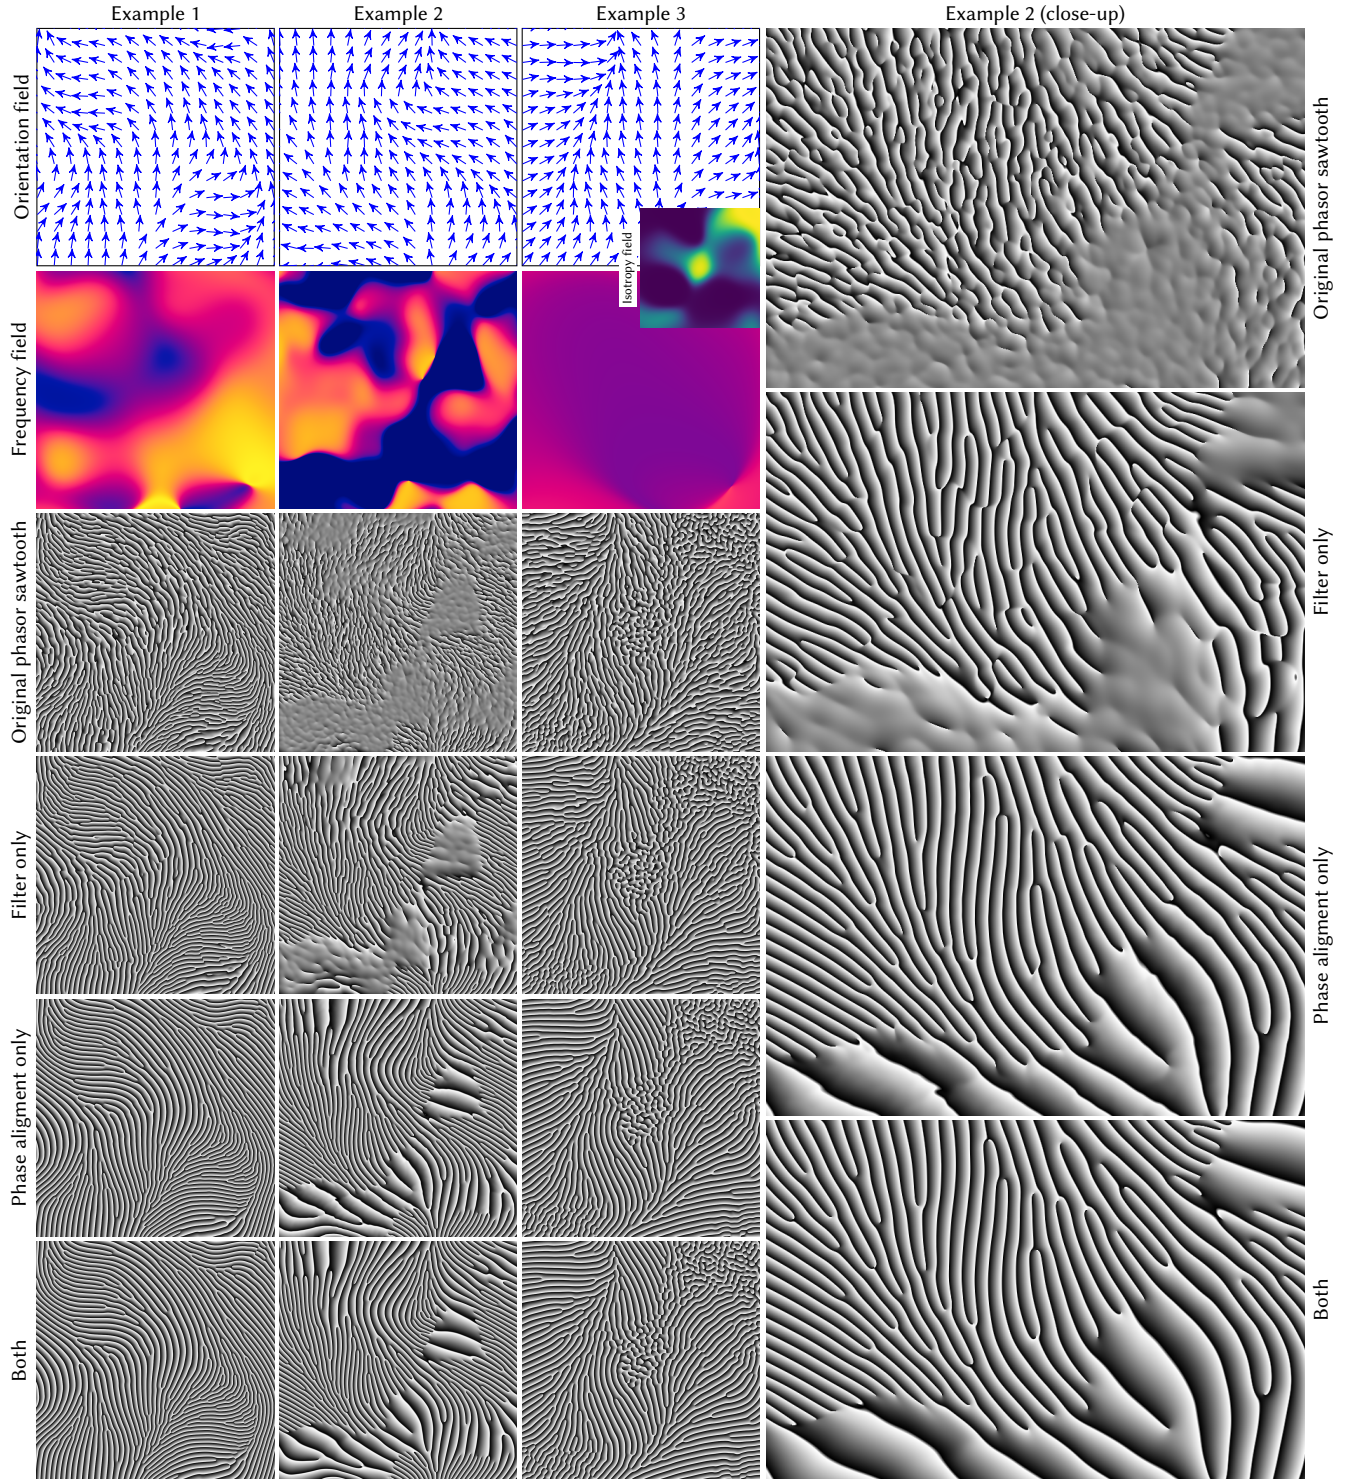 Example 1
Example 2
Example 3
Example 2 (close-up)
Orientation field
Isotropy field
Frequency field
Original phasor sawtooth
Filter only
Phase aligment only
Both
Original phasor sawtooth
Filter only
Phase aligment only
Both